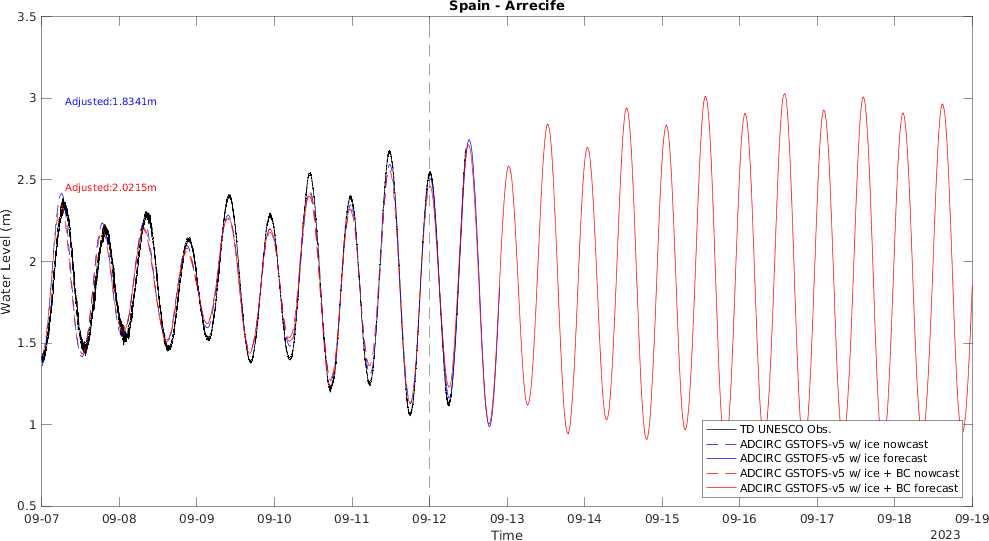 Spain - Arrecife
3.5
3
2.5
2
1.5
1
0.5
Water Level (m)
Adjusted:1.8341m
Adjusted:2.0215m
TD UNESCO Obs.
ADCIRC GSTOFS-v5 w/ ice nowcast
ADCIRC GSTOFS-v5 w/ ice forecast
ADCIRC GSTOFS-v5 w/ ice + BC nowcast
ADCIRC GSTOFS-v5 w/ ice + BC forecast
09-07 09-08 09-09 09-10 09-11 09-12 09-13 09-14 09-15 09-16 09-17 09-18 09-19
Time
2023